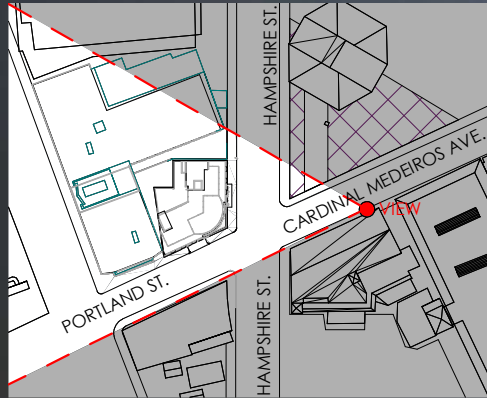 HAMPSHIRE ST.
CARDINAL MEDEIROS AVE.
VIEW
PORTLAND ST.
HAMPSHIRE ST.